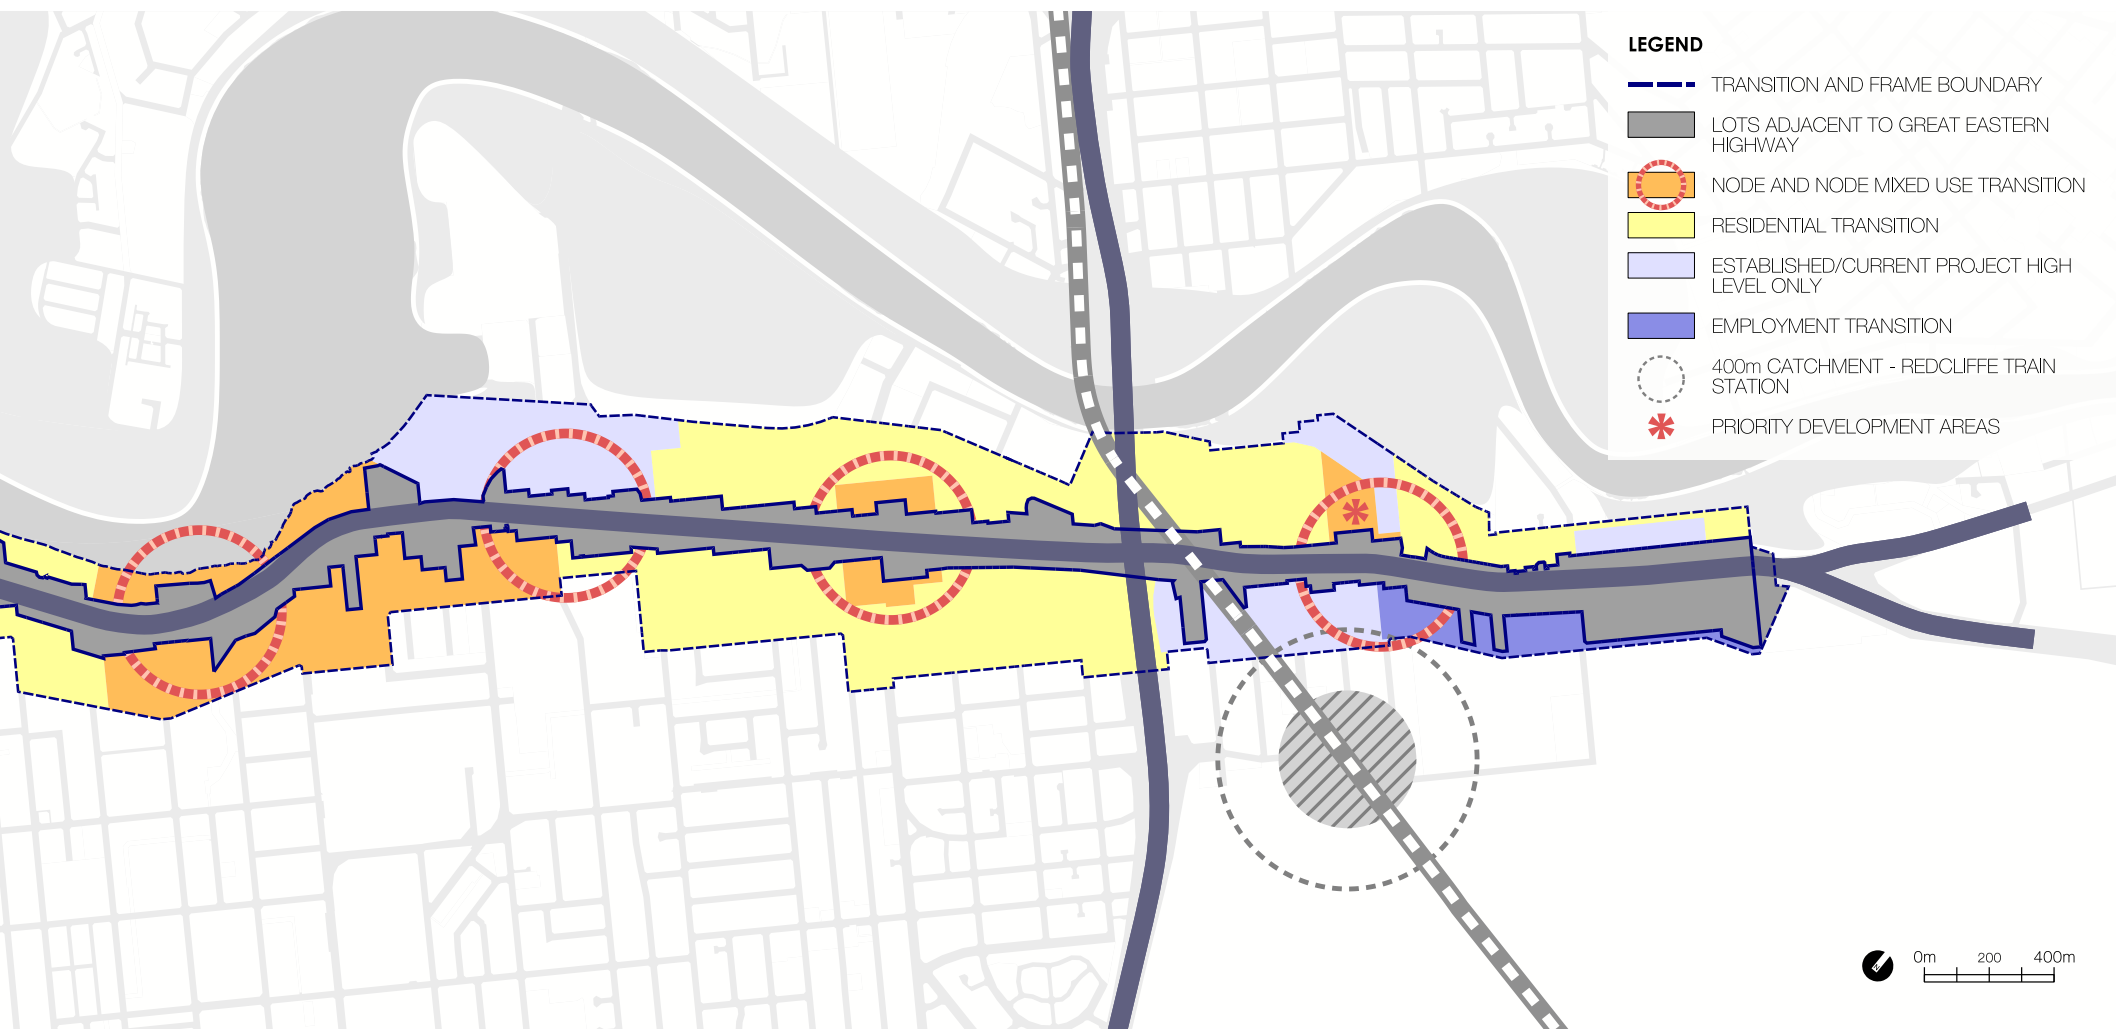 LEGEND
TRANSITION AND FRAME BOUNDARY
LOTS ADJACENT TO GREAT EASTERN
HIGHWAY
NODE AND NODE MIXED USE TRANSITION
RESIDENTIAL TRANSITION
ESTABLISHED/CURRENT PROJECT HIGH
LEVEL ONLY
EMPLOYMENT TRANSITION
400m CATCHMENT - REDCLIFFE TRAIN
STATION
PRIORITY DEVELOPMENT AREAS
0m 200 400m